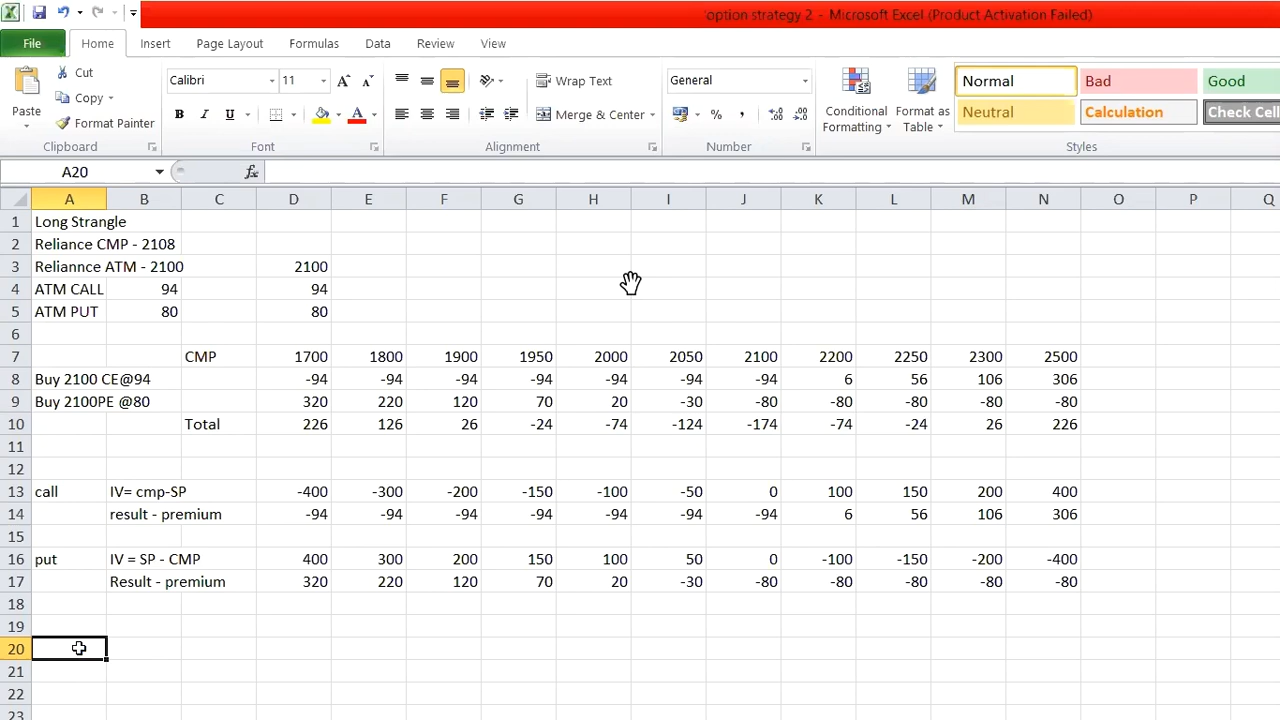 'option strategy 2 - Microsoft Excel (Product Activation Failed)
File Home Insert Page Layout Formulas Data Review View
Paste Cut Copy Format Painter
Clipboard
Calibri 11
B I U A
Font
Wrap Text
Merge & Center
Alignment
General
% ,
Number
Conditional Formatting
Format as Table
Normal Bad Good
Neutral Calculation Check Cell
Styles
A20 fx
A B C D E F G H I J K L M N O P Q
1 Long Strangle
2 Reliance CMP - 2108
3 Reliannce ATM - 2100 2100
4 ATM CALL 94 94
5 ATM PUT 80 80
6
7 CMP 1700 1800 1900 1950 2000 2050 2100 2200 2250 2300 2500
8 Buy 2100 CE@94 -94 -94 -94 -94 -94 -94 -94 6 56 106 306
9 Buy 2100PE @80 320 220 120 70 20 -30 -80 -80 -80 -80 -80
10 Total 226 126 26 -24 -74 -124 -174 -74 -24 26 226
11
12
13 call IV= cmp-SP -400 -300 -200 -150 -100 -50 0 100 150 200 400
14 result - premium -94 -94 -94 -94 -94 -94 -94 6 56 106 306
15
16 put IV = SP - CMP 400 300 200 150 100 50 0 -100 -150 -200 -400
17 Result - premium 320 220 120 70 20 -30 -80 -80 -80 -80 -80
18
19
20
21
22
23